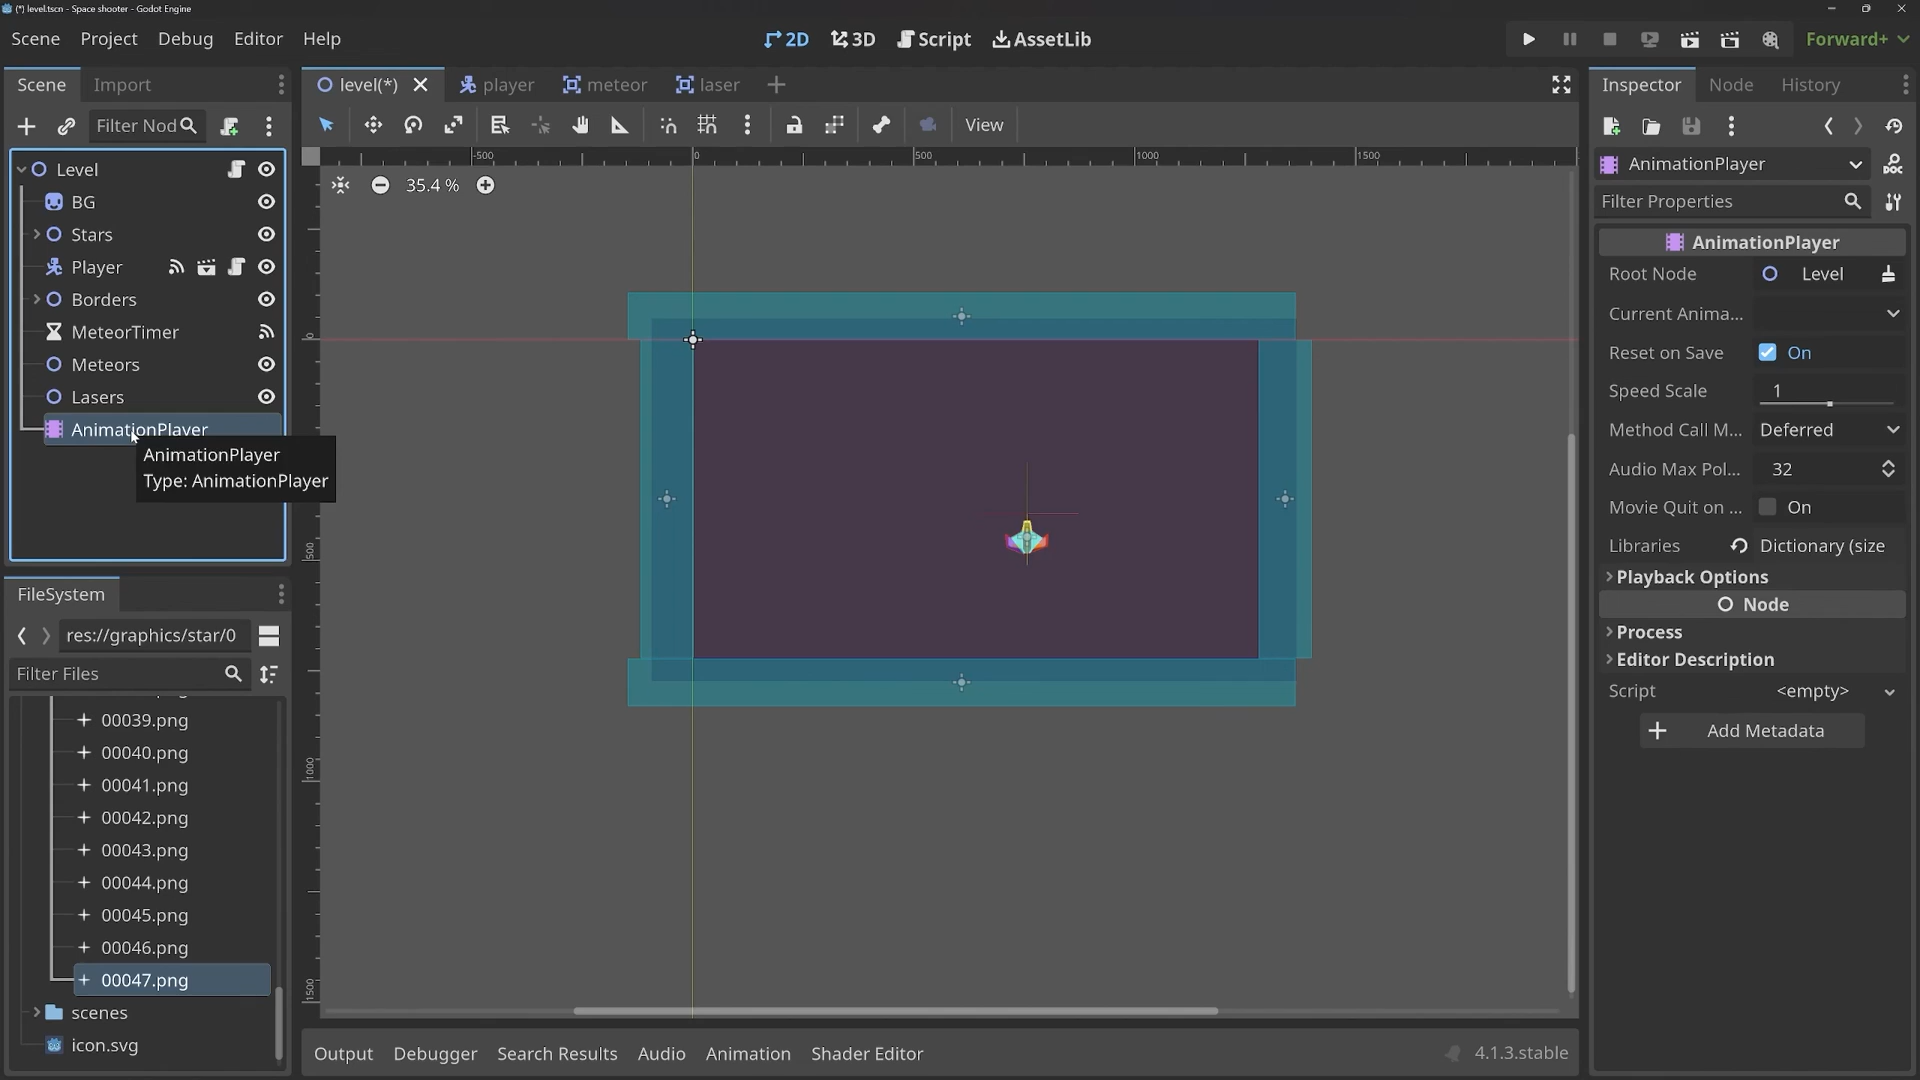 (*) level.tscn - Space shooter - Godot Engine
Scene Project Debug Editor Help
2D 3D Script AssetLib
Forward+
Scene Import
level(*) player meteor laser
Inspector Node History
Filter Nod
View
-500 0 500 1000 1500
35.4 %
0
500
1000
1500
Level
BG
Stars
Player
Borders
MeteorTimer
Meteors
Lasers
AnimationPlayer
AnimationPlayer
Type: AnimationPlayer
FileSystem
res://graphics/star/0
Filter Files
00039.png
00040.png
00041.png
00042.png
00043.png
00044.png
00045.png
00046.png
00047.png
scenes
icon.svg
Output Debugger Search Results Audio Animation Shader Editor
4.1.3.stable
AnimationPlayer
DOC
Filter Properties
AnimationPlayer
Root Node Level
Current Anima...
Reset on Save On
Speed Scale 1
Method Call M... Deferred
Audio Max Pol... 32
Movie Quit on ... On
Libraries Dictionary (size
Playback Options
Node
Process
Editor Description
Script <empty>
Add Metadata